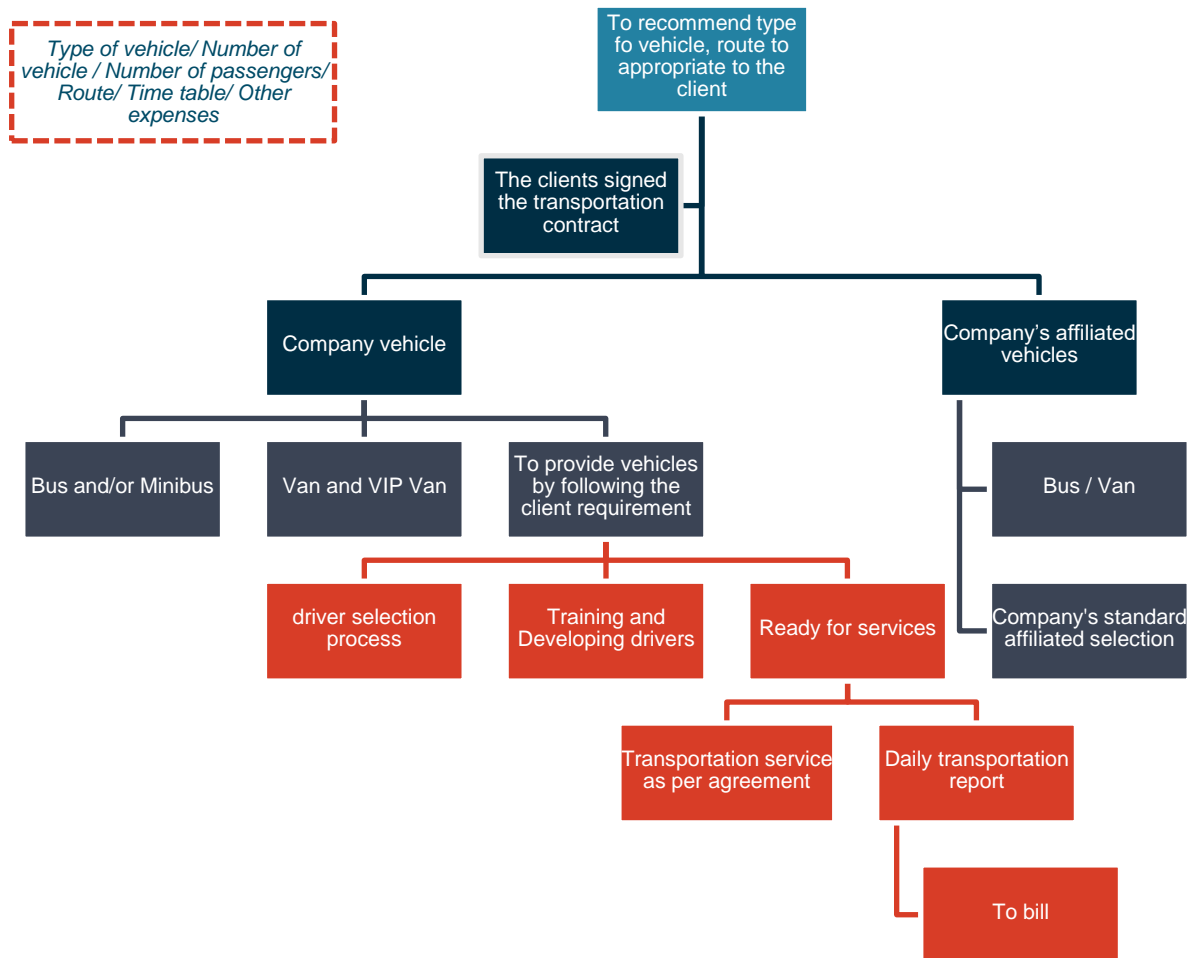 Type of vehicle/ Number of
vehicle / Number of passengers/
Route/ Time table/ Other
expenses
To recommend type
fo vehicle, route to
appropriate to the
client
The clients signed
the transportation
contract
Company vehicle
Company’s affiliated
vehicles
Bus and/or Minibus
Van and VIP Van
To provide vehicles
by following the
client requirement
Bus / Van
driver selection
process
Training and
Developing drivers
Ready for services
Company's standard
affiliated selection
Transportation service
as per agreement
Daily transportation
report
To bill